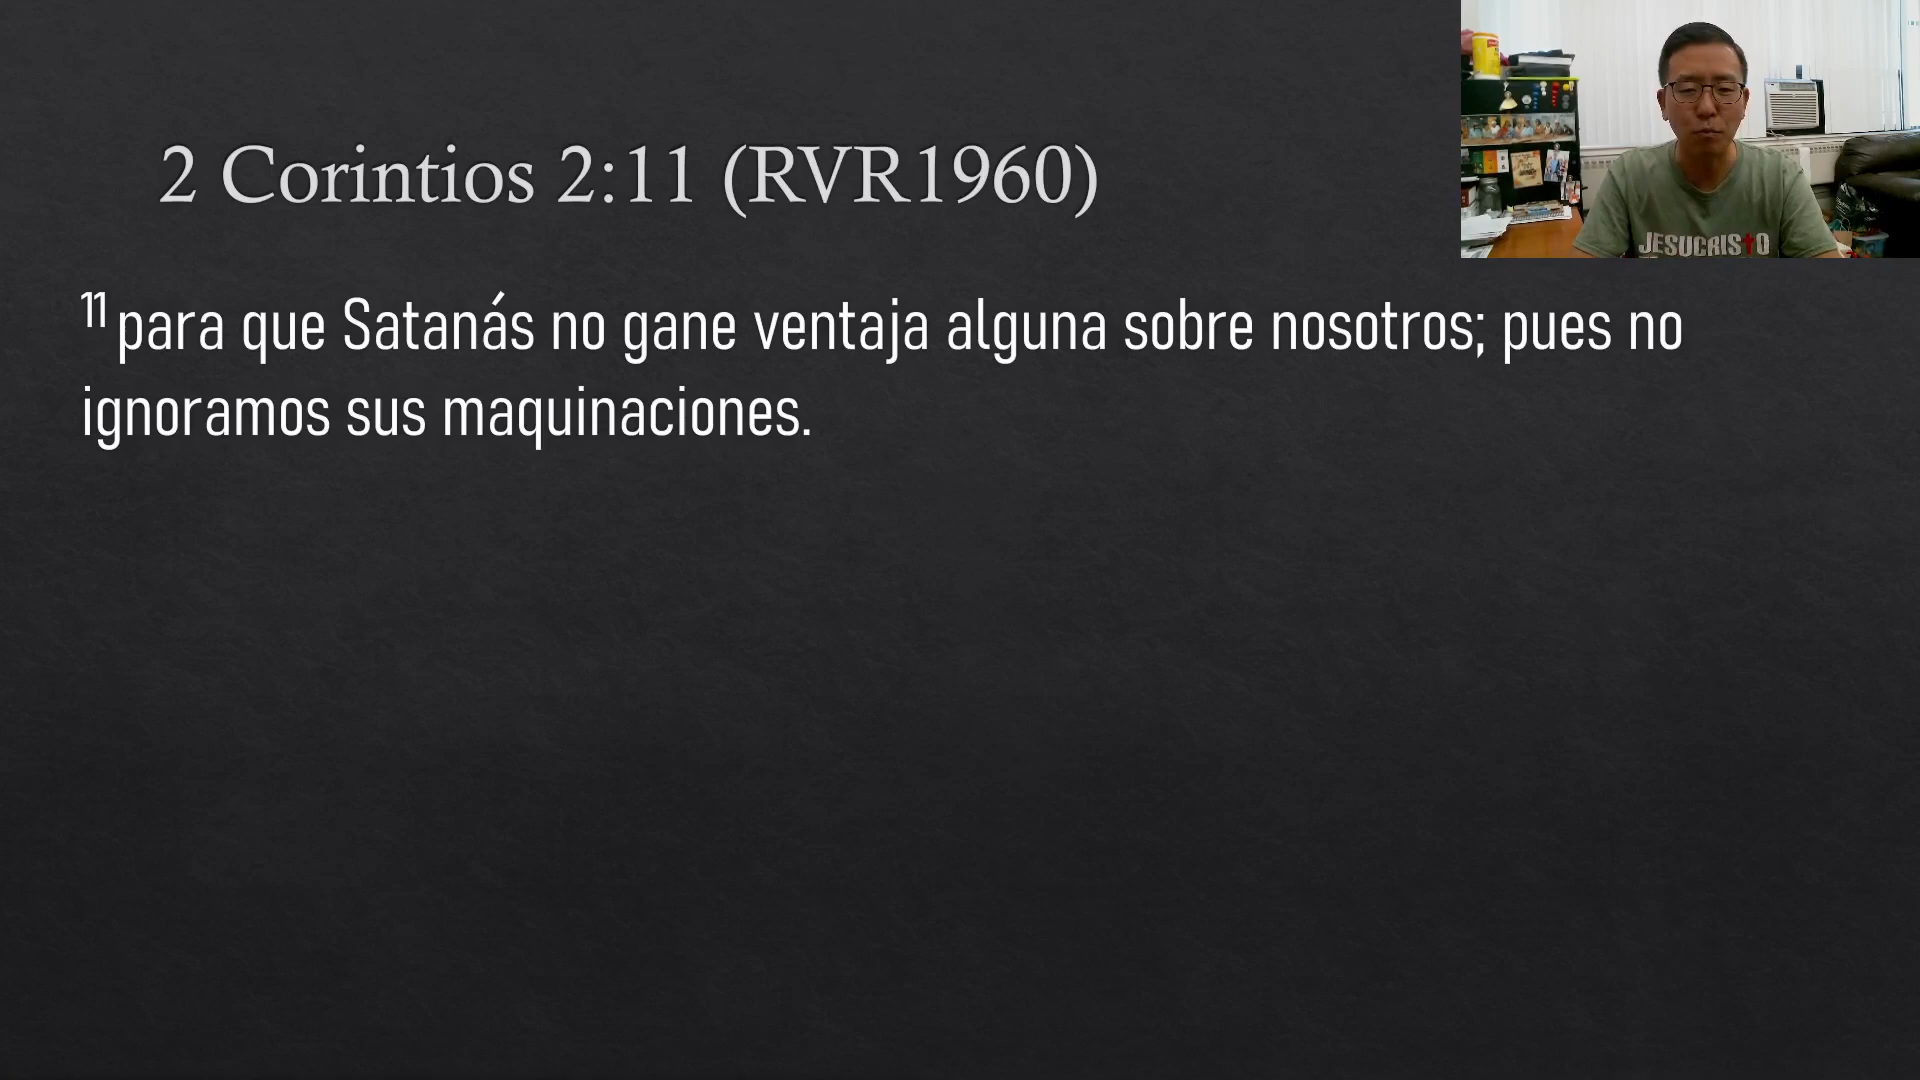 2 Corintios 2:11 (RVR1960)
11 para que Satanás no gane ventaja alguna sobre nosotros; pues no
ignoramos sus maquinaciones.
JESUCRISTO